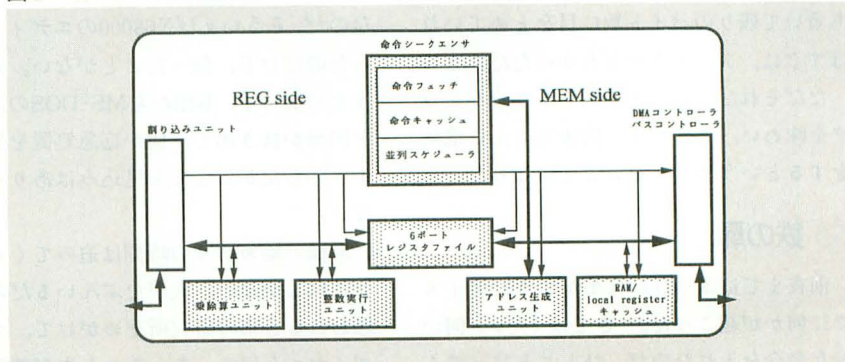 命令シークエンサ
命令フェッチ
命令キャッシュ
並列スケジューラ
REG side
MEM side
割り込みユニット
DMAコントローラ
バスコントローラ
6ポート
レジスタファイル
乗除算ユニット
整数実行
ユニット
アドレス生成
ユニット
RAM/
local register
キャッシュ